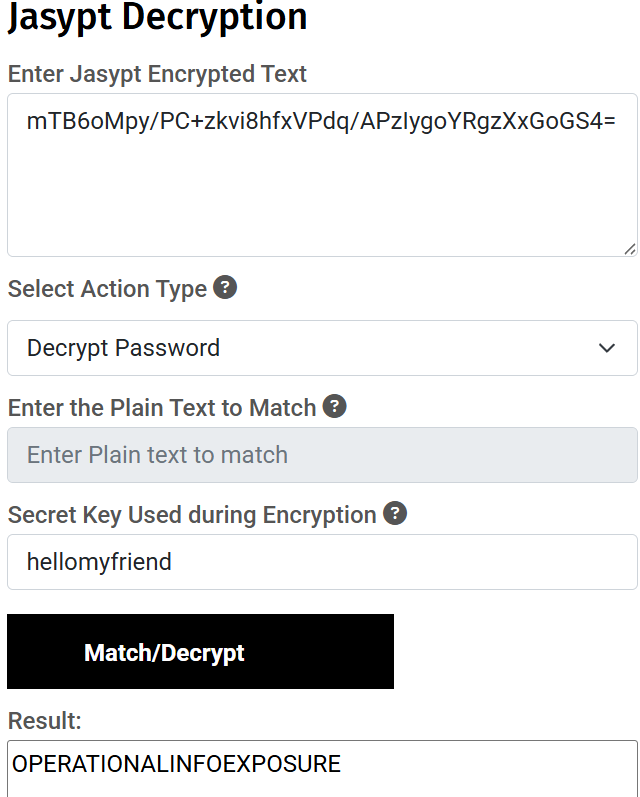 Jasypt Decryption
Enter Jasypt Encrypted Text
mTB6oMpy/PC+zkvi8hfxVPdq/APzIygoYRgzXxGoGS4=
Select Action Type ?
Decrypt Password
Enter the Plain Text to Match ?
Enter Plain text to match
Secret Key Used during Encryption ?
hellomyfriend
Match/Decrypt
Result:
OPERATIONALINFOEXPOSURE